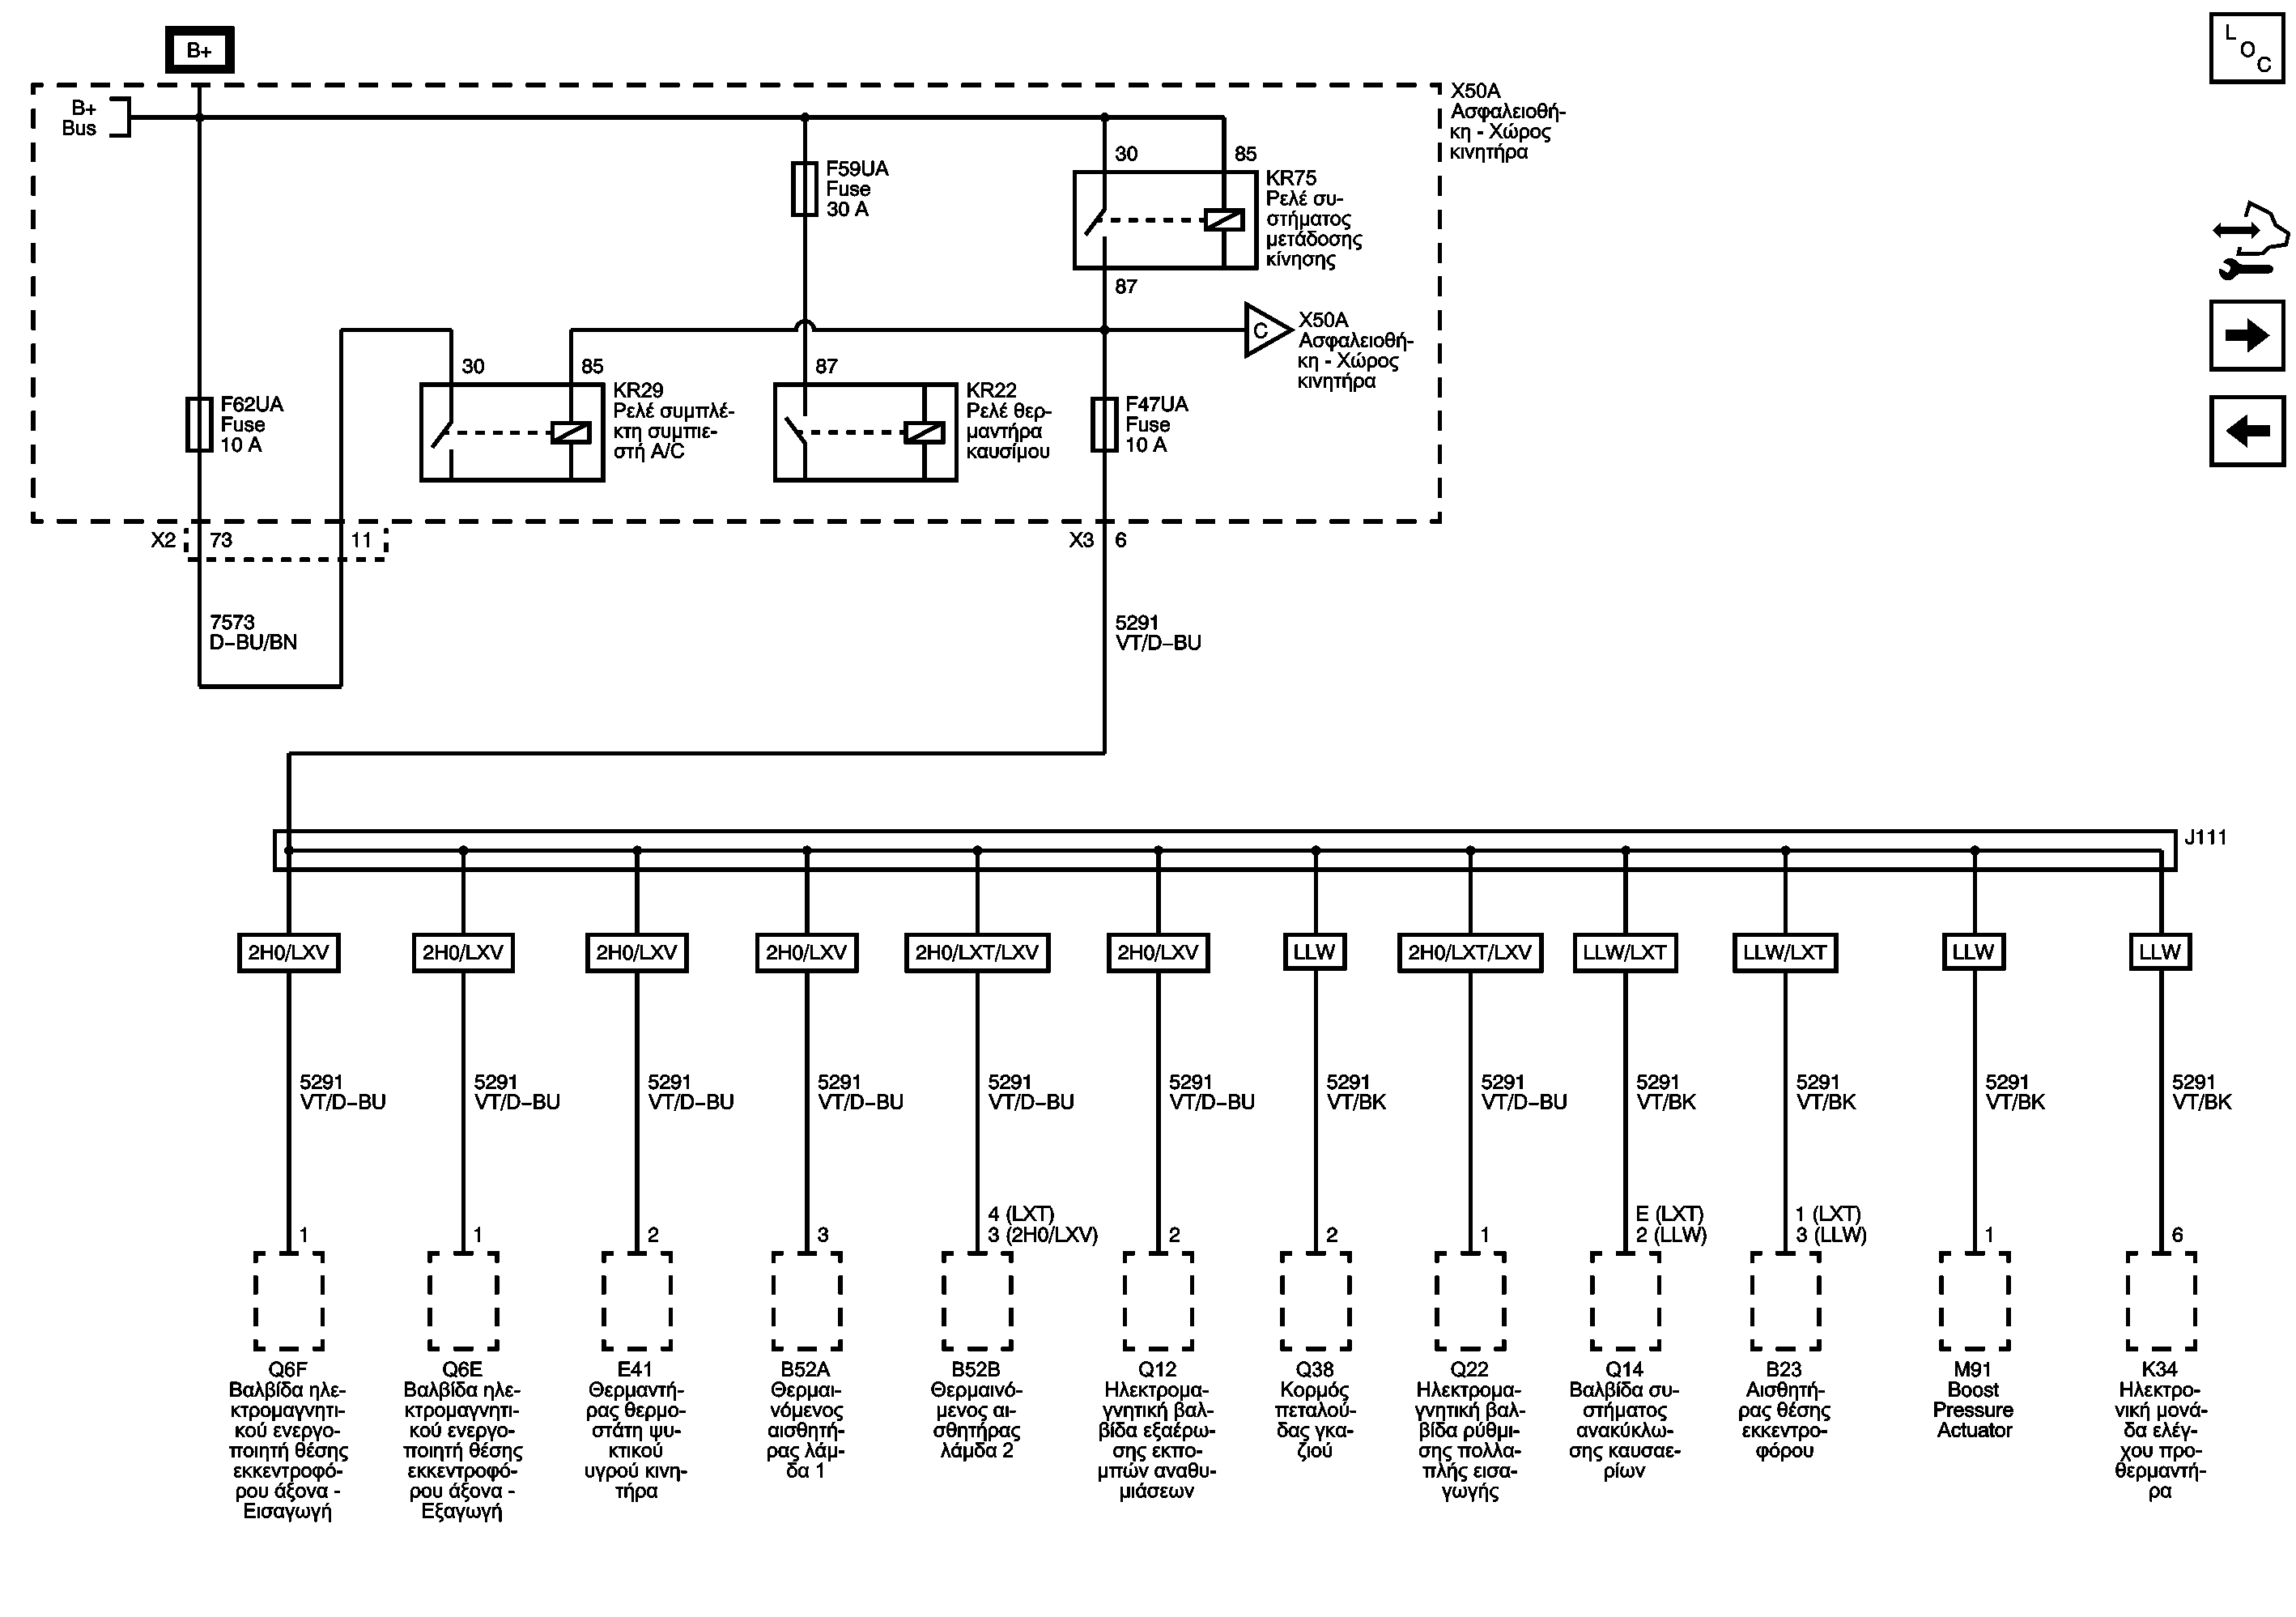 B+
L
O
C
B+
Bus
X50A
Ασφαλειοθή-
κη - Χώρος
κινητήρα
30
85
F59UA
Fuse
30 A
KR75
Ρελέ συ-
στήματος
μετάδοσης
κίνησης
87
C
X50A
Ασφαλειοθή-
κη - Χώρος
κινητήρα
F62UA
Fuse
10 A
30
85
KR29
Ρελέ συμπλέ-
κτη συμπιε-
στή A/C
87
KR22
Ρελέ θερ-
μαντήρα
καυσίμου
F47UA
Fuse
10 A
X2
73
11
X3
6
7573
D-BU/BN
5291
VT/D-BU
J111
2H0/LXV
2H0/LXV
2H0/LXV
2H0/LXV
2H0/LXT/LXV
2H0/LXV
LLW
2H0/LXT/LXV
LLW/LXT
LLW/LXT
LLW
LLW
5291
VT/D-BU
5291
VT/D-BU
5291
VT/D-BU
5291
VT/D-BU
5291
VT/D-BU
5291
VT/D-BU
5291
VT/BK
5291
VT/D-BU
5291
VT/BK
5291
VT/BK
5291
VT/BK
5291
VT/BK
1
1
2
3
4 (LXT)
3 (2H0/LXV)
2
2
1
E (LXT)
2 (LLW)
1 (LXT)
3 (LLW)
1
6
Q6F
Βαλβίδα ηλε-
κτρομαγνητι-
κού ενεργο-
ποιητή θέσης
εκκεντροφό-
ρου άξονα -
Εισαγωγή
Q6E
Βαλβίδα ηλε-
κτρομαγνητι-
κού ενεργο-
ποιητή θέσης
εκκεντροφό-
ρου άξονα -
Εξαγωγή
E41
Θερμαντή-
ρας θερμο-
στάτη ψυ-
κτικού
υγρού κινη-
τήρα
B52A
Θερμαι-
νόμενος
αισθητή-
ρας λάμ-
δα 1
B52B
Θερμαινό-
μενος αι-
σθητήρας
λάμδα 2
Q12
Ηλεκτρομα-
γνητική βαλ-
βίδα εξαέρω-
σης εκπο-
μπών αναθυ-
μιάσεων
Q38
Κορμός
πεταλού-
δας γκα-
ζιού
Q22
Ηλεκτρομα-
γνητική βαλ-
βίδα ρύθμι-
σης πολλα-
πλής εισα-
γωγής
Q14
Βαλβίδα συ-
στήματος
ανακύκλω-
σης καυσαε-
ρίων
B23
Αισθητή-
ρας θέσης
εκκεντρο-
φόρου
M91
Boost
Pressure
Actuator
K34
Ηλεκτρο-
νική μονά-
δα ελέγ-
χου προ-
θερμαντή-
ρα